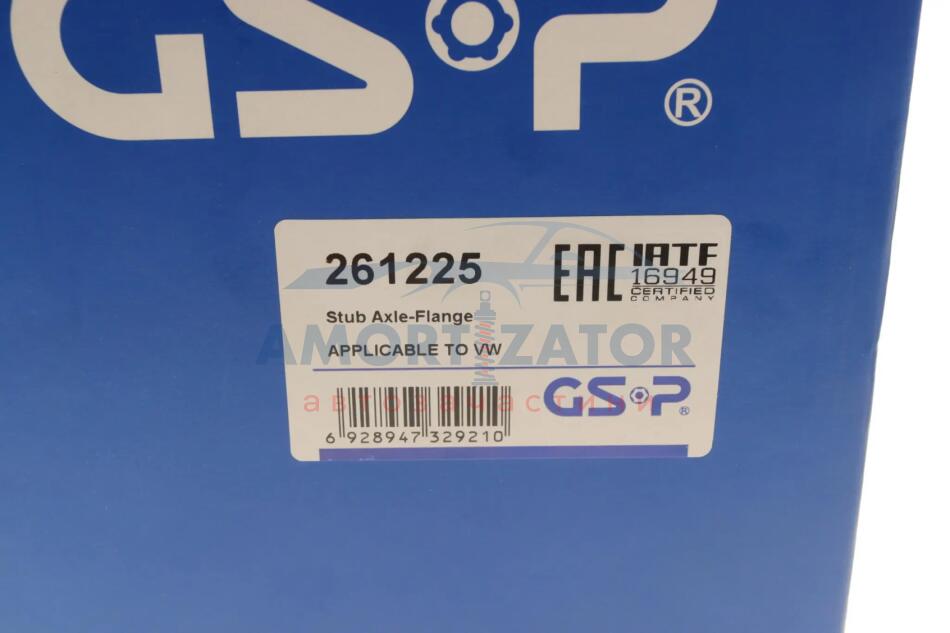 GSP®
261225
EAC
IATF
16949
CERTIFIED
COMPANY
Stub Axle-Flange
AMORTIZATOR
APPLICABLE TO VW
автозапчастини
GSP®
6 928947 329210